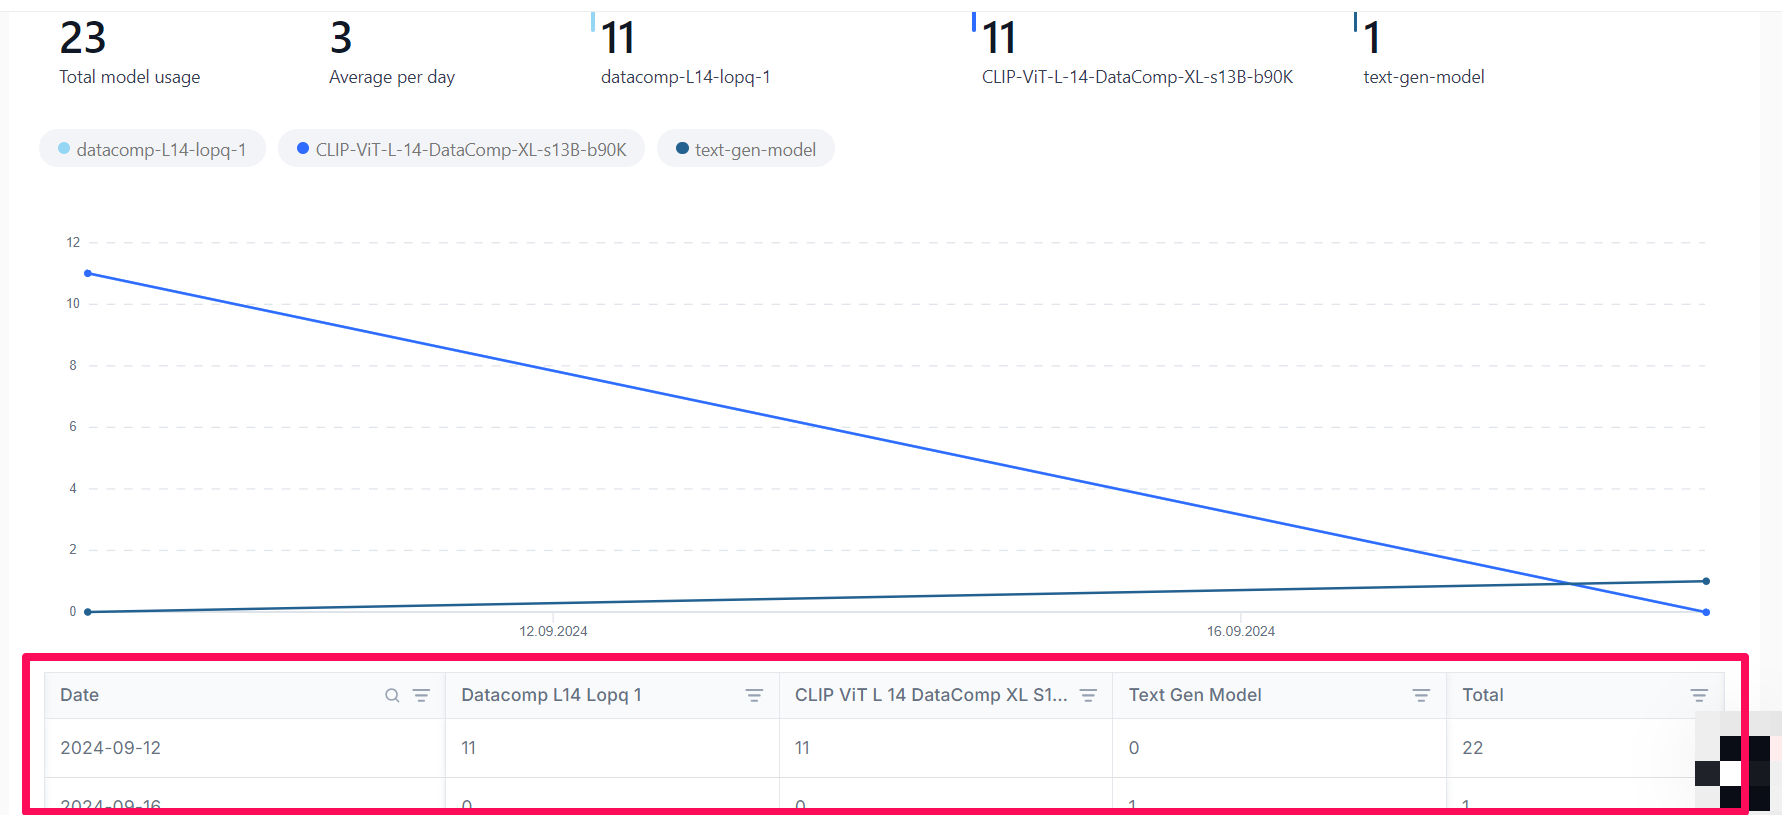 23 3 11 11 1
Total model usage Average per day datacomp-L14-lopq-1 CLIP-ViT-L-14-DataComp-XL-s13B-b90K text-gen-model
datacomp-L14-lopq-1 CLIP-ViT-L-14-DataComp-XL-s13B-b90K text-gen-model
12
10
8
6
4
2
0
12.09.2024 16.09.2024
Date Datacomp L14 Lopq 1 CLIP ViT L 14 DataComp XL S1... Text Gen Model Total
2024-09-12 11 11 0 22
2024-09-16 0 0 1 1